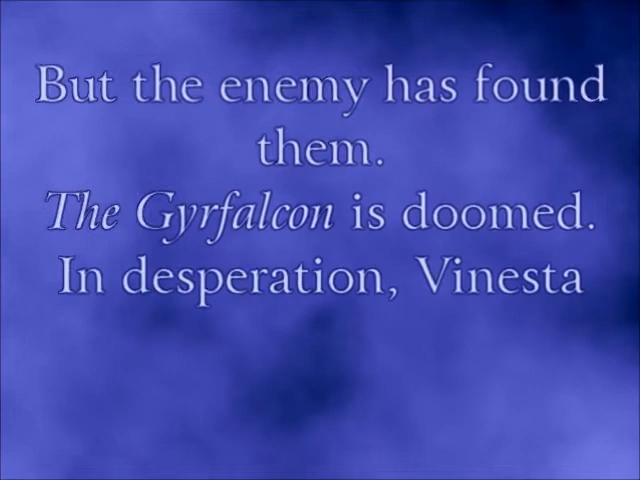 But the enemy has found
them.
The Gyrfalcon is doomed.
In desperation, Vinesta